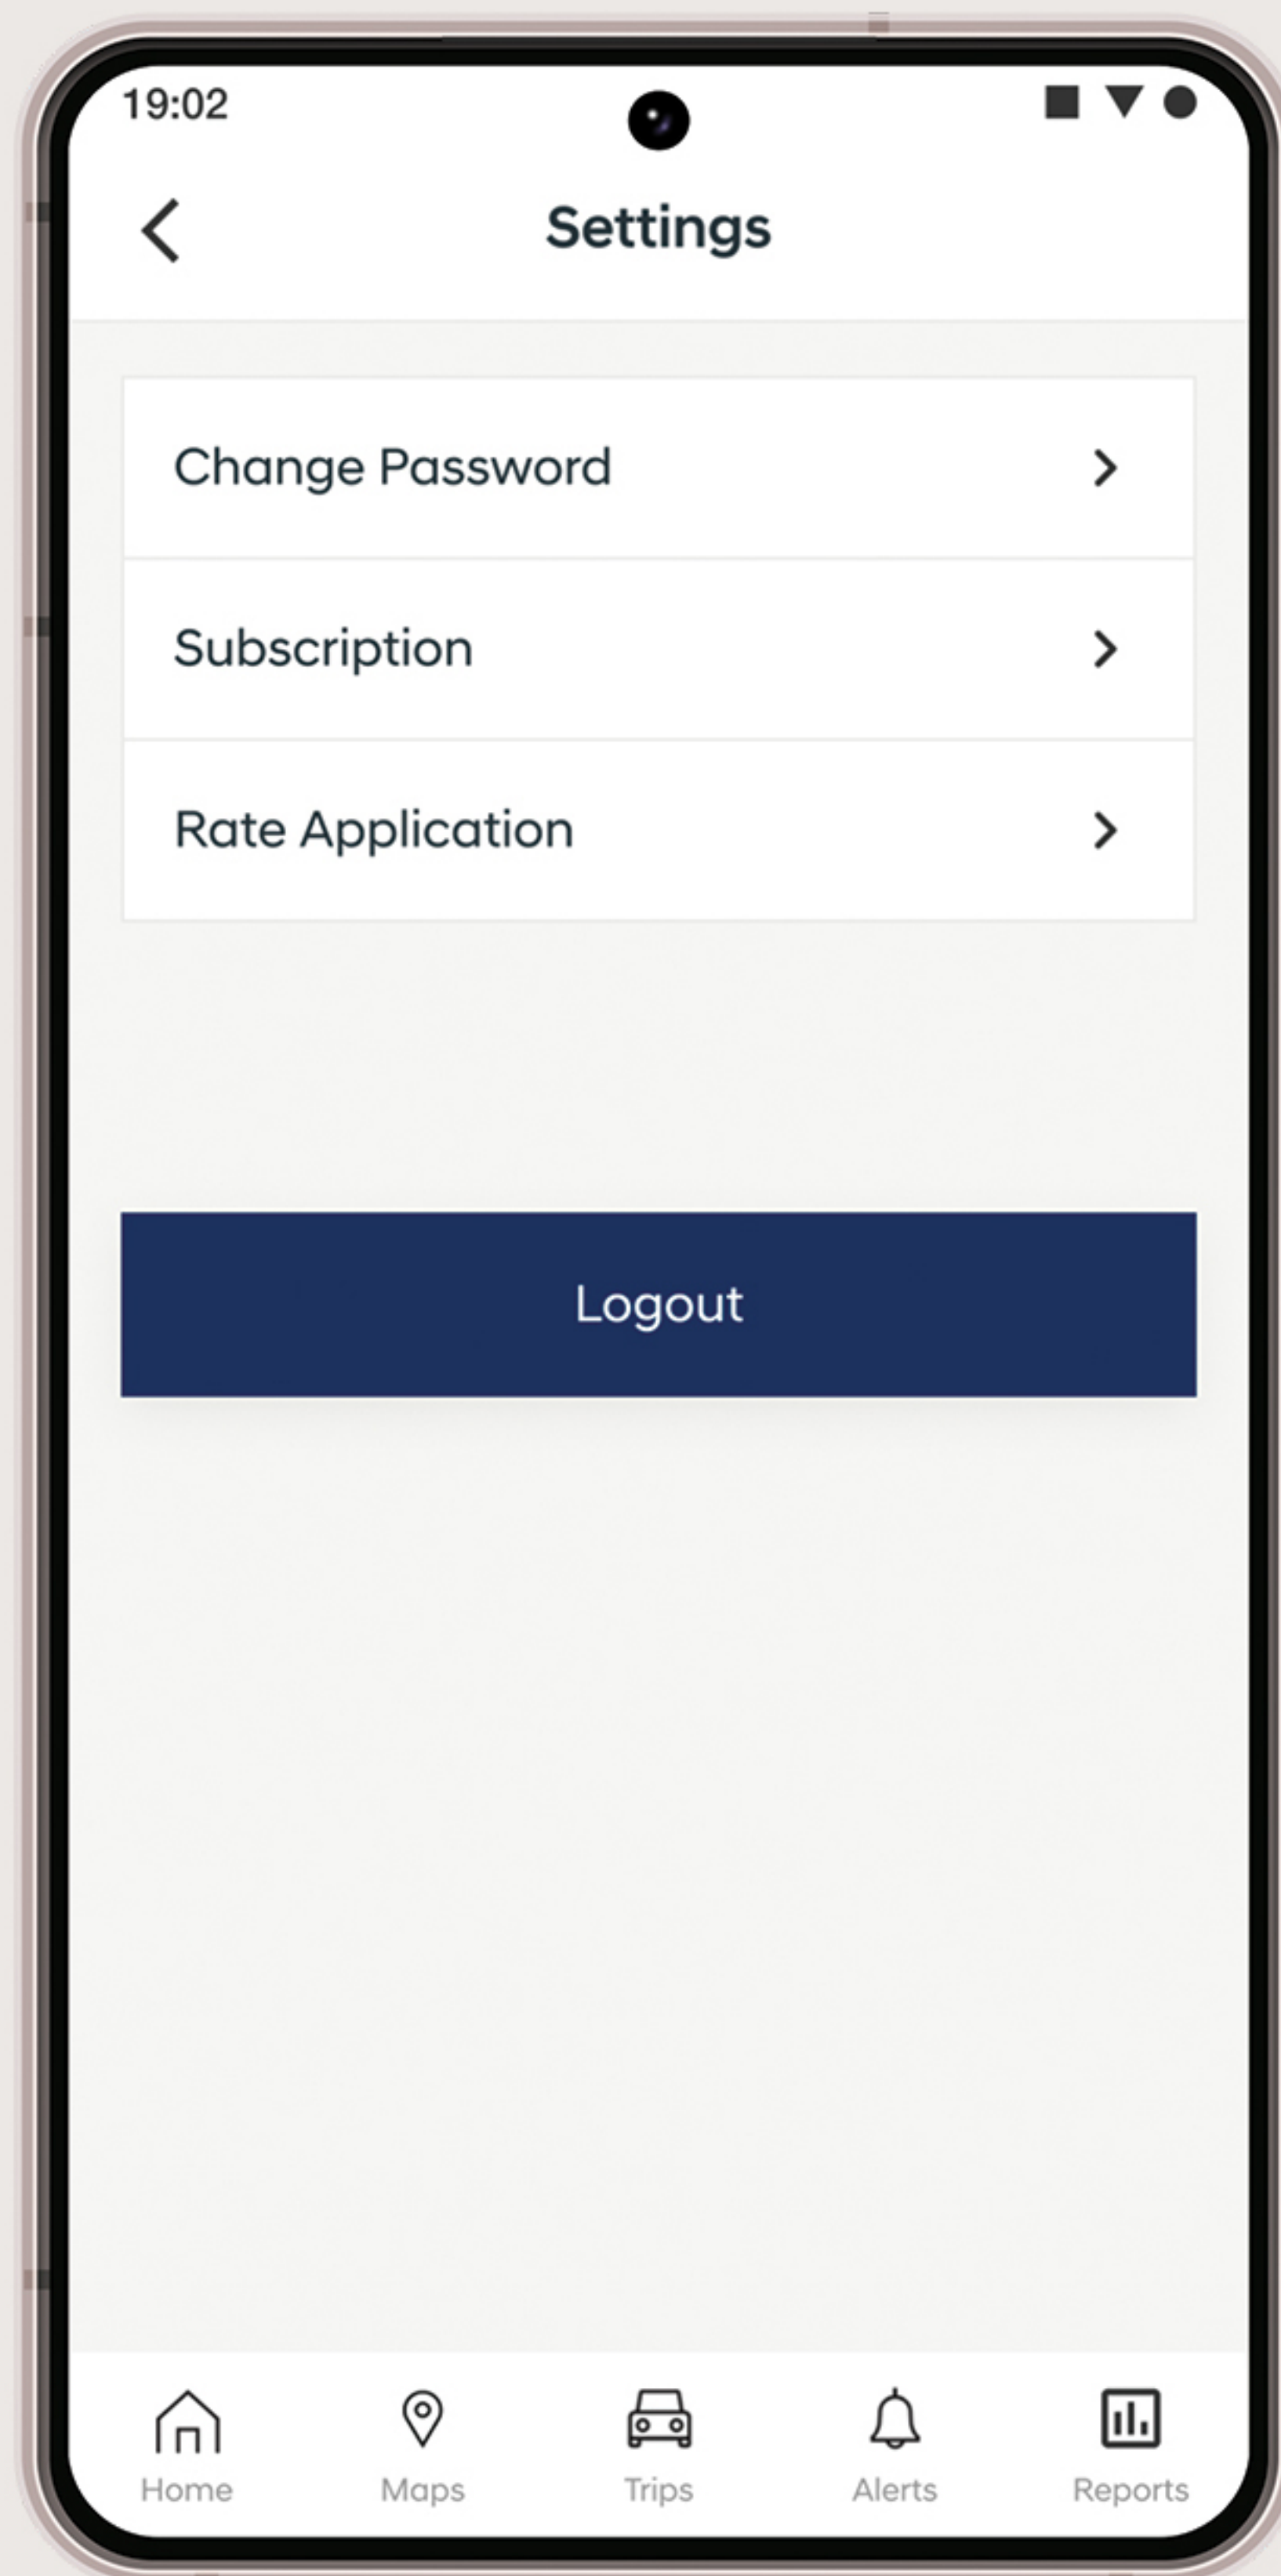 19:02
Settings
Change Password
Subscription
Rate Application
Logout
Home Maps Trips Alerts Reports